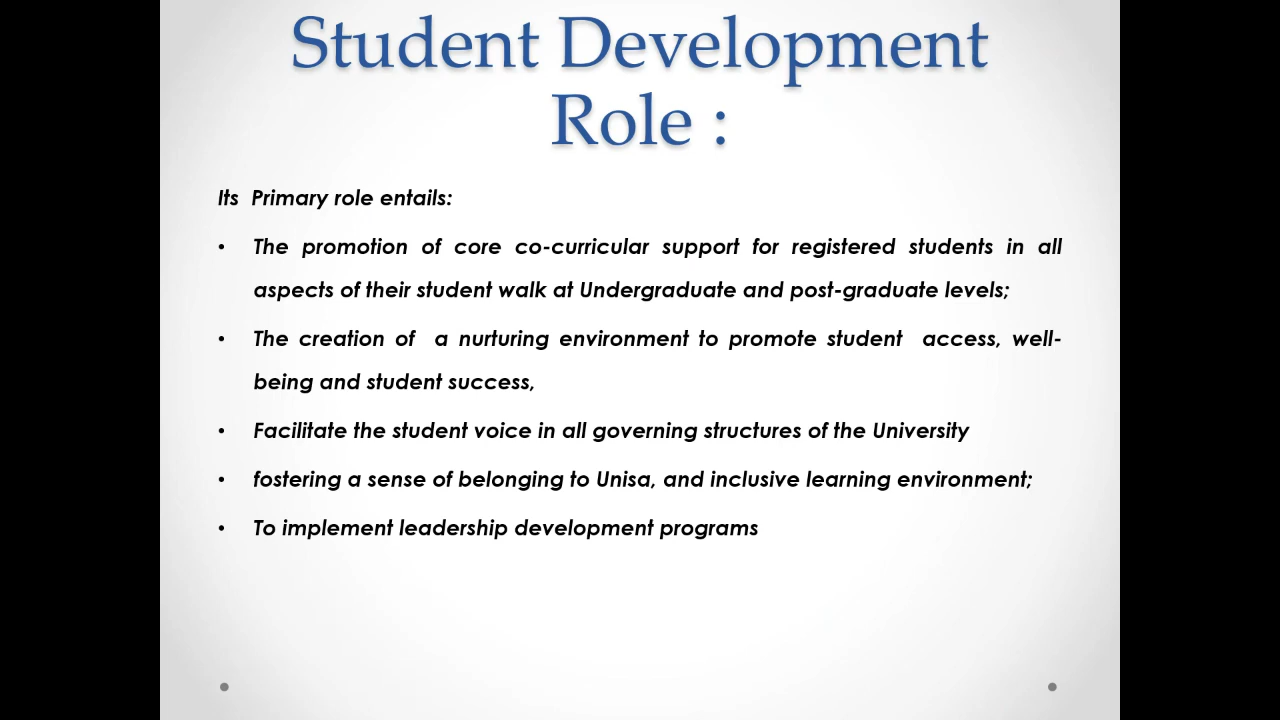 Student Development
Role :
Its  Primary role entails:
• The promotion of core co-curricular support for registered students in all
aspects of their student walk at Undergraduate and post-graduate levels;
• The creation of  a nurturing environment to promote student  access, well-
being and student success,
• Facilitate the student voice in all governing structures of the University
• fostering a sense of belonging to Unisa, and inclusive learning environment;
• To implement leadership development programs